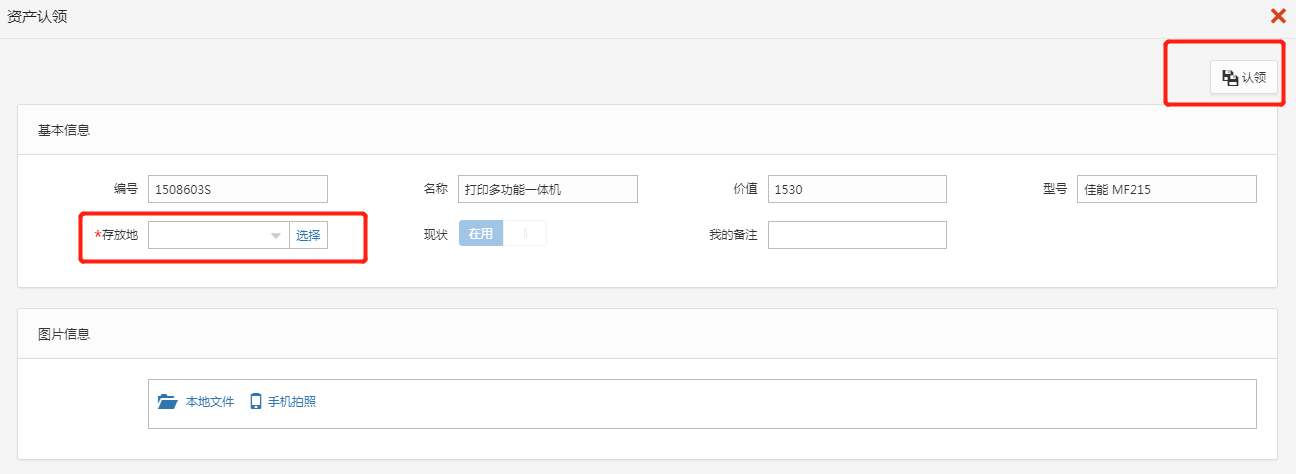 资产认领
认领
基本信息
编号 1508603S 名称 打印多功能一体机 价值 1530 型号 佳能 MF215
*存放地 选择 现状 在用 我的备注
图片信息
本地文件 手机拍照